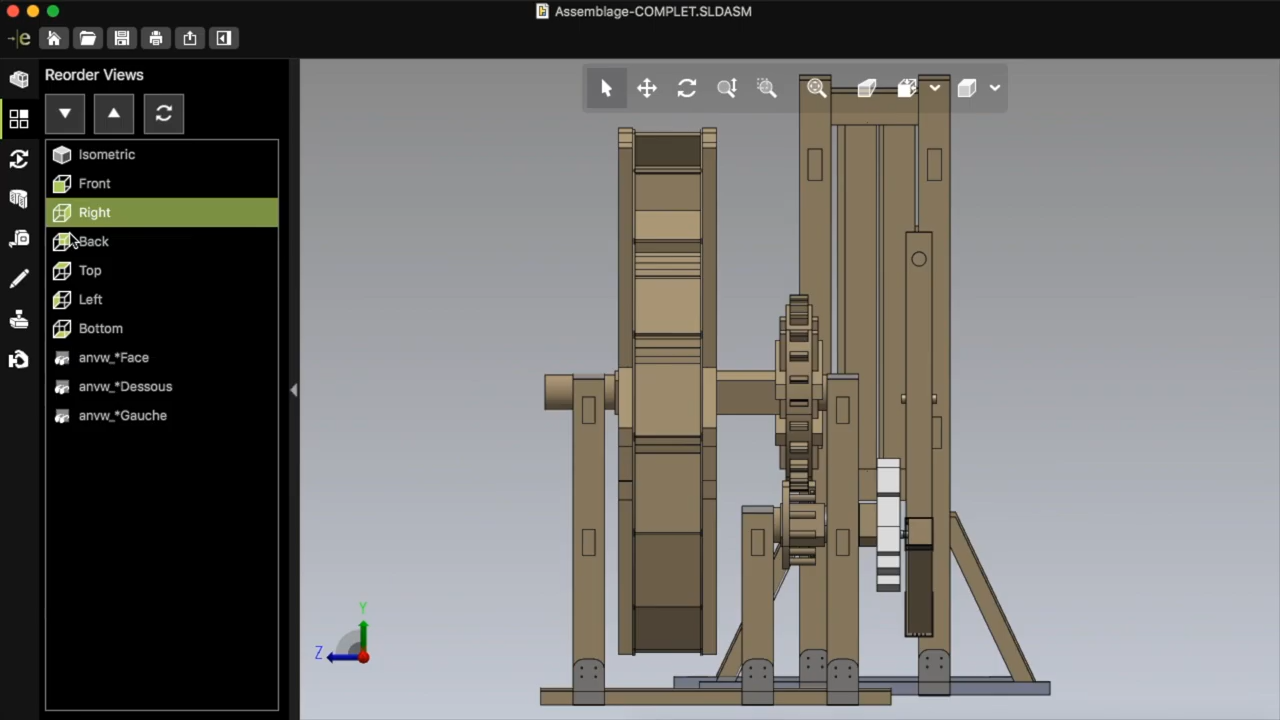 Assemblage-COMPLET.SLDASM
e
Reorder Views
Isometric
Front
Right
Back
Top
Left
Bottom
anvw_*Face
anvw_*Dessous
anvw_*Gauche
Y
Z